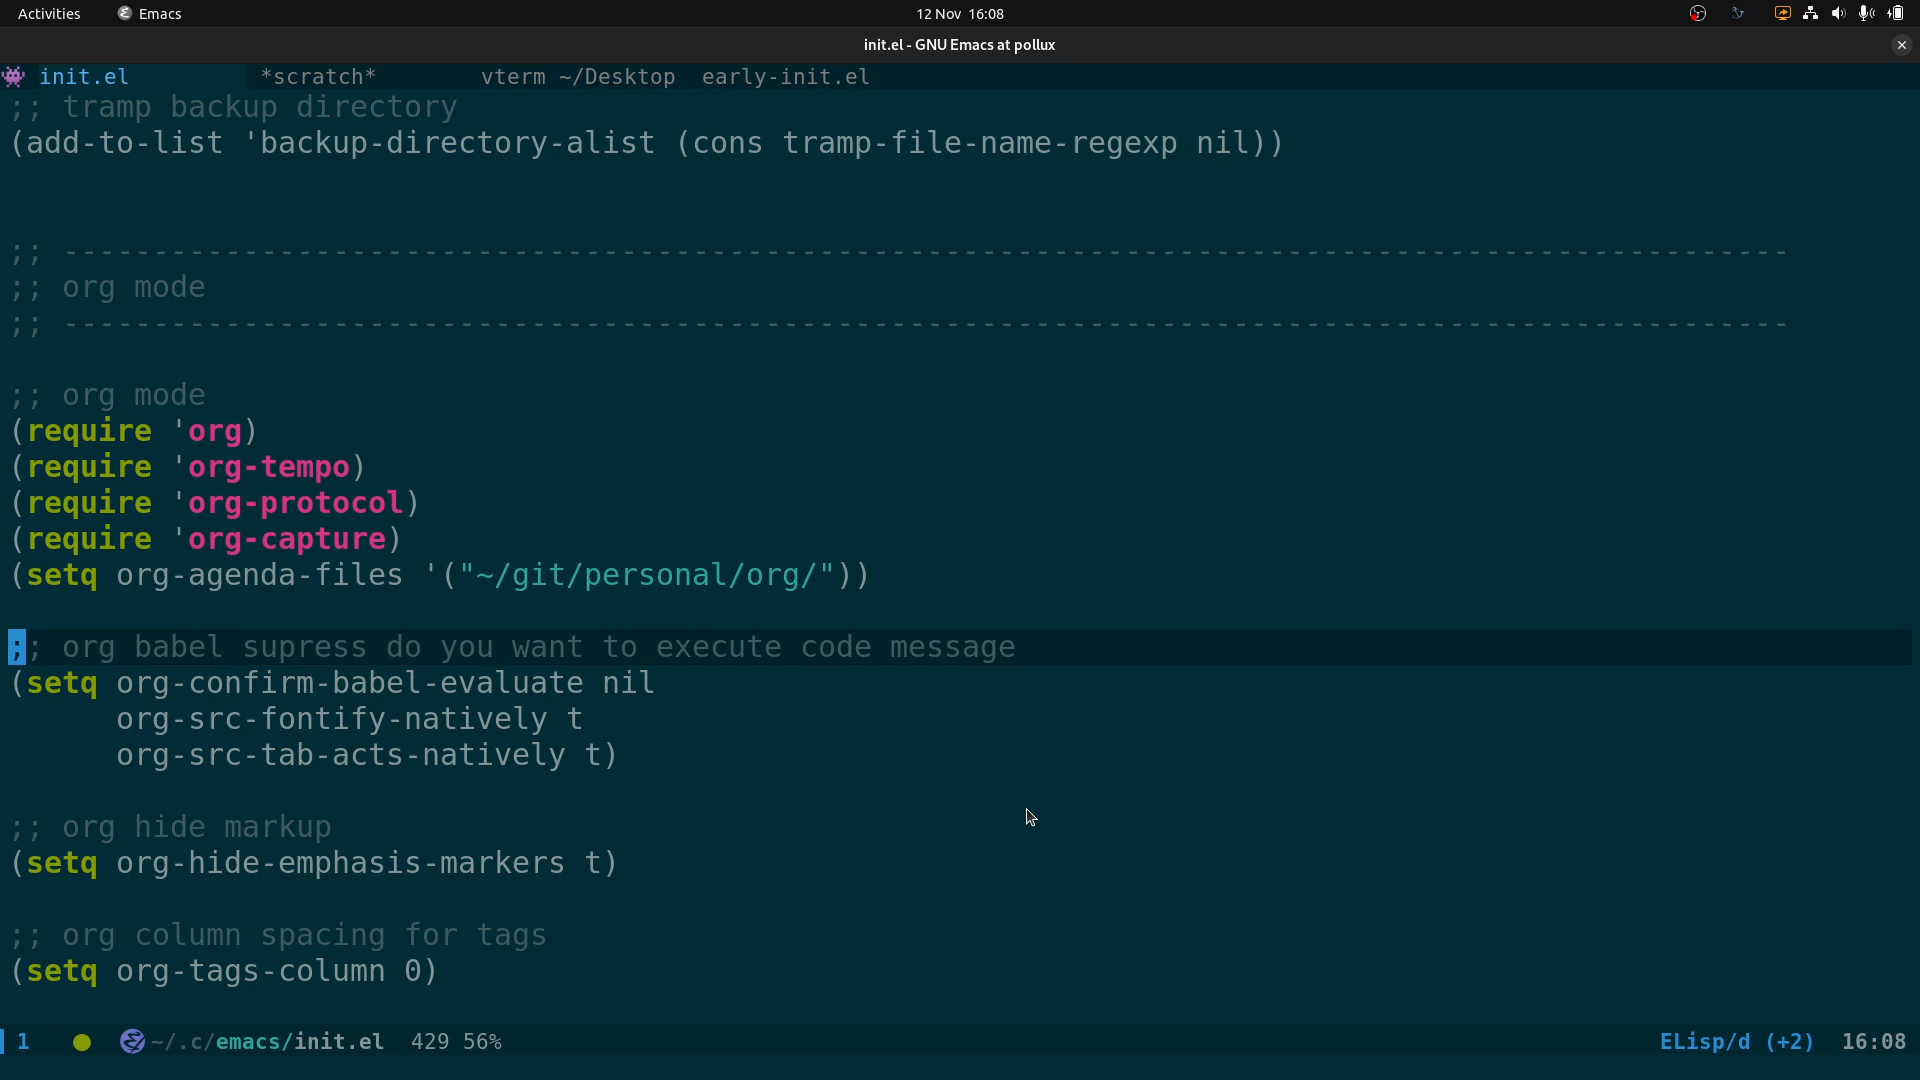 Activities Emacs 12 Nov 16:08
init.el - GNU Emacs at pollux
init.el *scratch* vterm ~/Desktop early-init.el
;; tramp backup directory
(add-to-list 'backup-directory-alist (cons tramp-file-name-regexp nil))
;; ------------------------------------------------------------------------------------------------
;; org mode
;; ------------------------------------------------------------------------------------------------
;; org mode
(require 'org)
(require 'org-tempo)
(require 'org-protocol)
(require 'org-capture)
(setq org-agenda-files '("~/git/personal/org/"))
;; org babel supress do you want to execute code message
(setq org-confirm-babel-evaluate nil
      org-src-fontify-natively t
      org-src-tab-acts-natively t)
;; org hide markup
(setq org-hide-emphasis-markers t)
;; org column spacing for tags
(setq org-tags-column 0)
1 ~/.c/emacs/init.el 429 56% ELisp/d (+2) 16:08